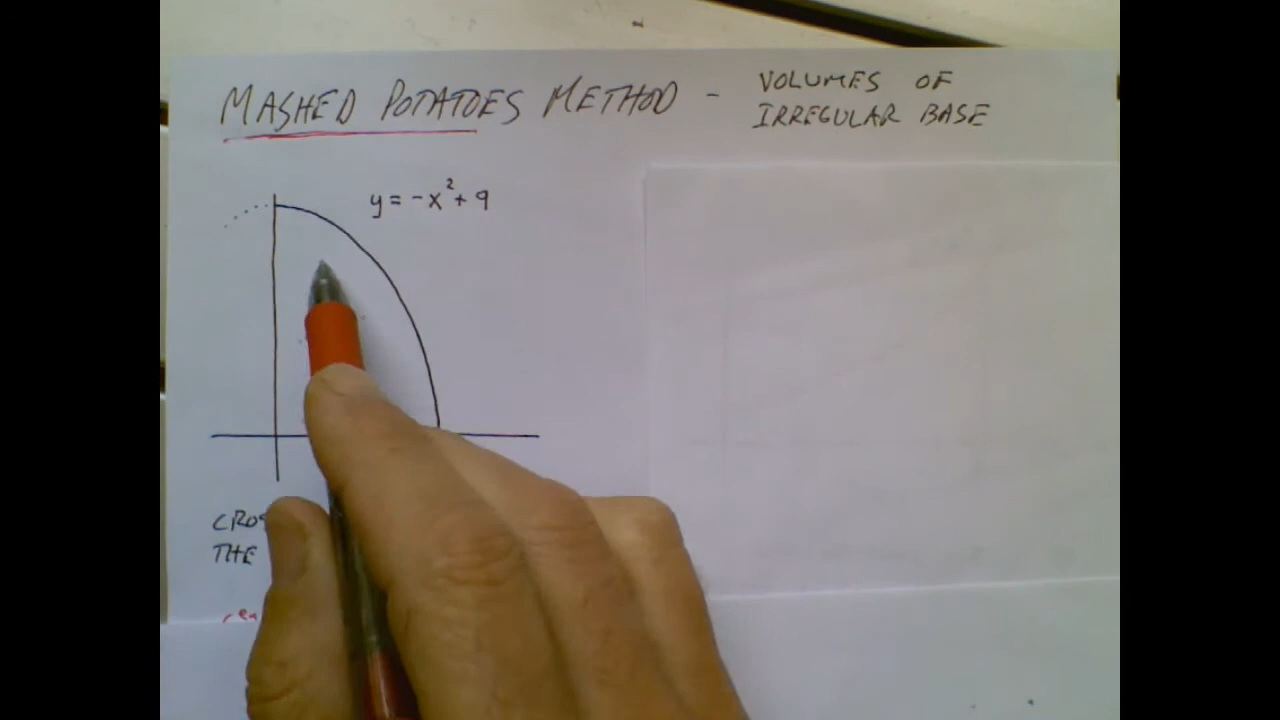 MASHED POTATOES METHOD - VOLUMES OF
IRREGULAR BASE
y = -x² + 9
THE